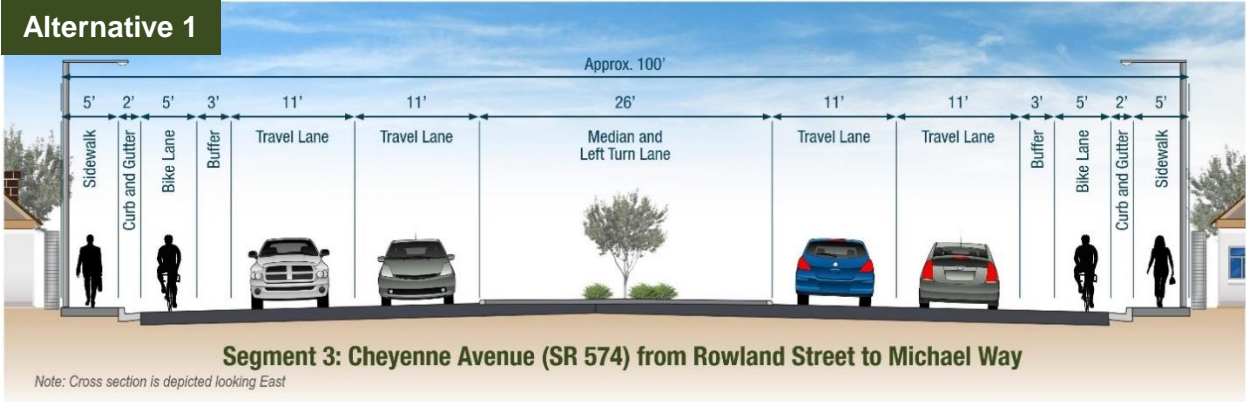 Alternative 1
Approx. 100'
5' 2' 5' 3' 11' 11' 26' 11' 11' 3' 5' 2' 5'
Sidewalk
Curb and Gutter
Bike Lane
Buffer
Travel Lane
Travel Lane
Median and
Left Turn Lane
Travel Lane
Travel Lane
Buffer
Bike Lane
Curb and Gutter
Sidewalk
Segment 3: Cheyenne Avenue (SR 574) from Rowland Street to Michael Way
Note: Cross section is depicted looking East